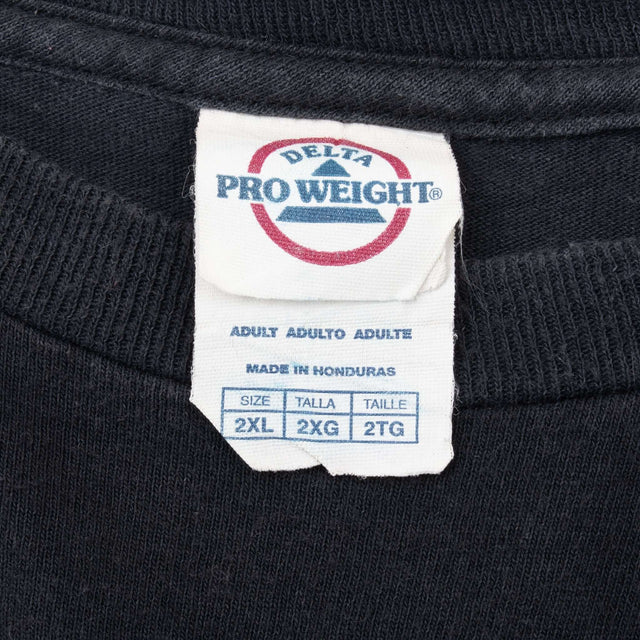 DELTA
PRO WEIGHT®
ADULT ADULTO ADULTE
MADE IN HONDURAS
SIZE TALLA TAILLE
2XL 2XG 2TG